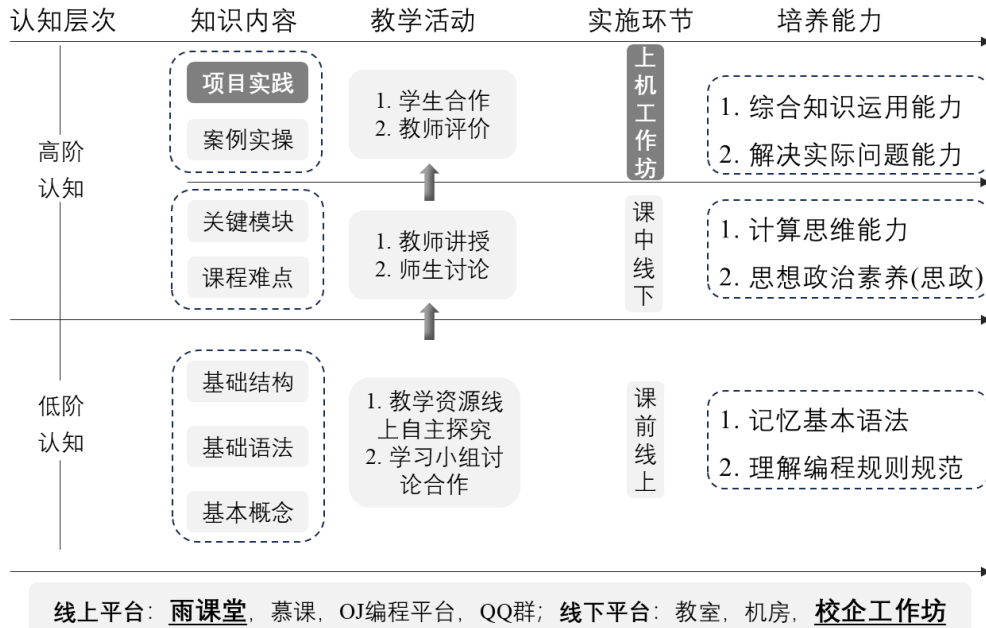 认知层次 知识内容 教学活动 实施环节 培养能力
高阶
认知
项目实践
案例实操
1. 学生合作
2. 教师评价
上机工作坊
1. 综合知识运用能力
2. 解决实际问题能力
关键模块
课程难点
1. 教师讲授
2. 师生讨论
课中线下
1. 计算思维能力
2. 思想政治素养(思政)
低阶
认知
基础结构
基础语法
基本概念
1. 教学资源线
上自主探究
2. 学习小组讨
论合作
课前线上
1. 记忆基本语法
2. 理解编程规则规范
线上平台：雨课堂，慕课，OJ编程平台，QQ群；线下平台：教室，机房，校企工作坊